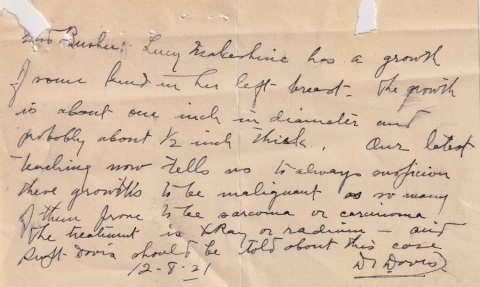 Miss Bushee: Lucy Makeshine has a growth
of some kind in her left breast. The growth
is about one inch in diameter and
probably about 1/2 inch thick. Our latest
teaching now tells us to always suspicion
these growths to be malignant as so many
of them prove to be sarcoma or carcinoma.
The treatment is XRay or radium — and
Supt Davis should be told about this case
12-8-21 Dr Davis